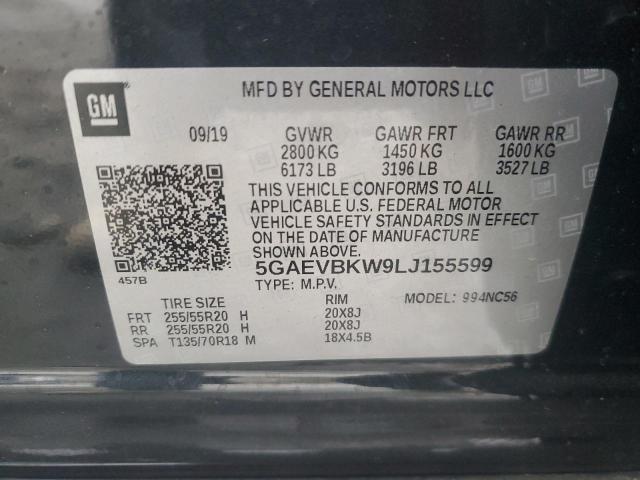 GM
MFD BY GENERAL MOTORS LLC
09/19 GVWR GAWR FRT GAWR RR
2800 KG 1450 KG 1600 KG
6173 LB 3196 LB 3527 LB
THIS VEHICLE CONFORMS TO ALL
APPLICABLE U.S. FEDERAL MOTOR
VEHICLE SAFETY STANDARDS IN EFFECT
ON THE DATE OF MANUFACTURE
SHOWN ABOVE.
457B
5GAEVBKW9LJ155599
TYPE: M.P.V. MODEL: 994NC56
TIRE SIZE RIM
FRT 255/55R20 H 20X8J
RR 255/55R20 H 20X8J
SPA T135/70R18 M 18X4.5B